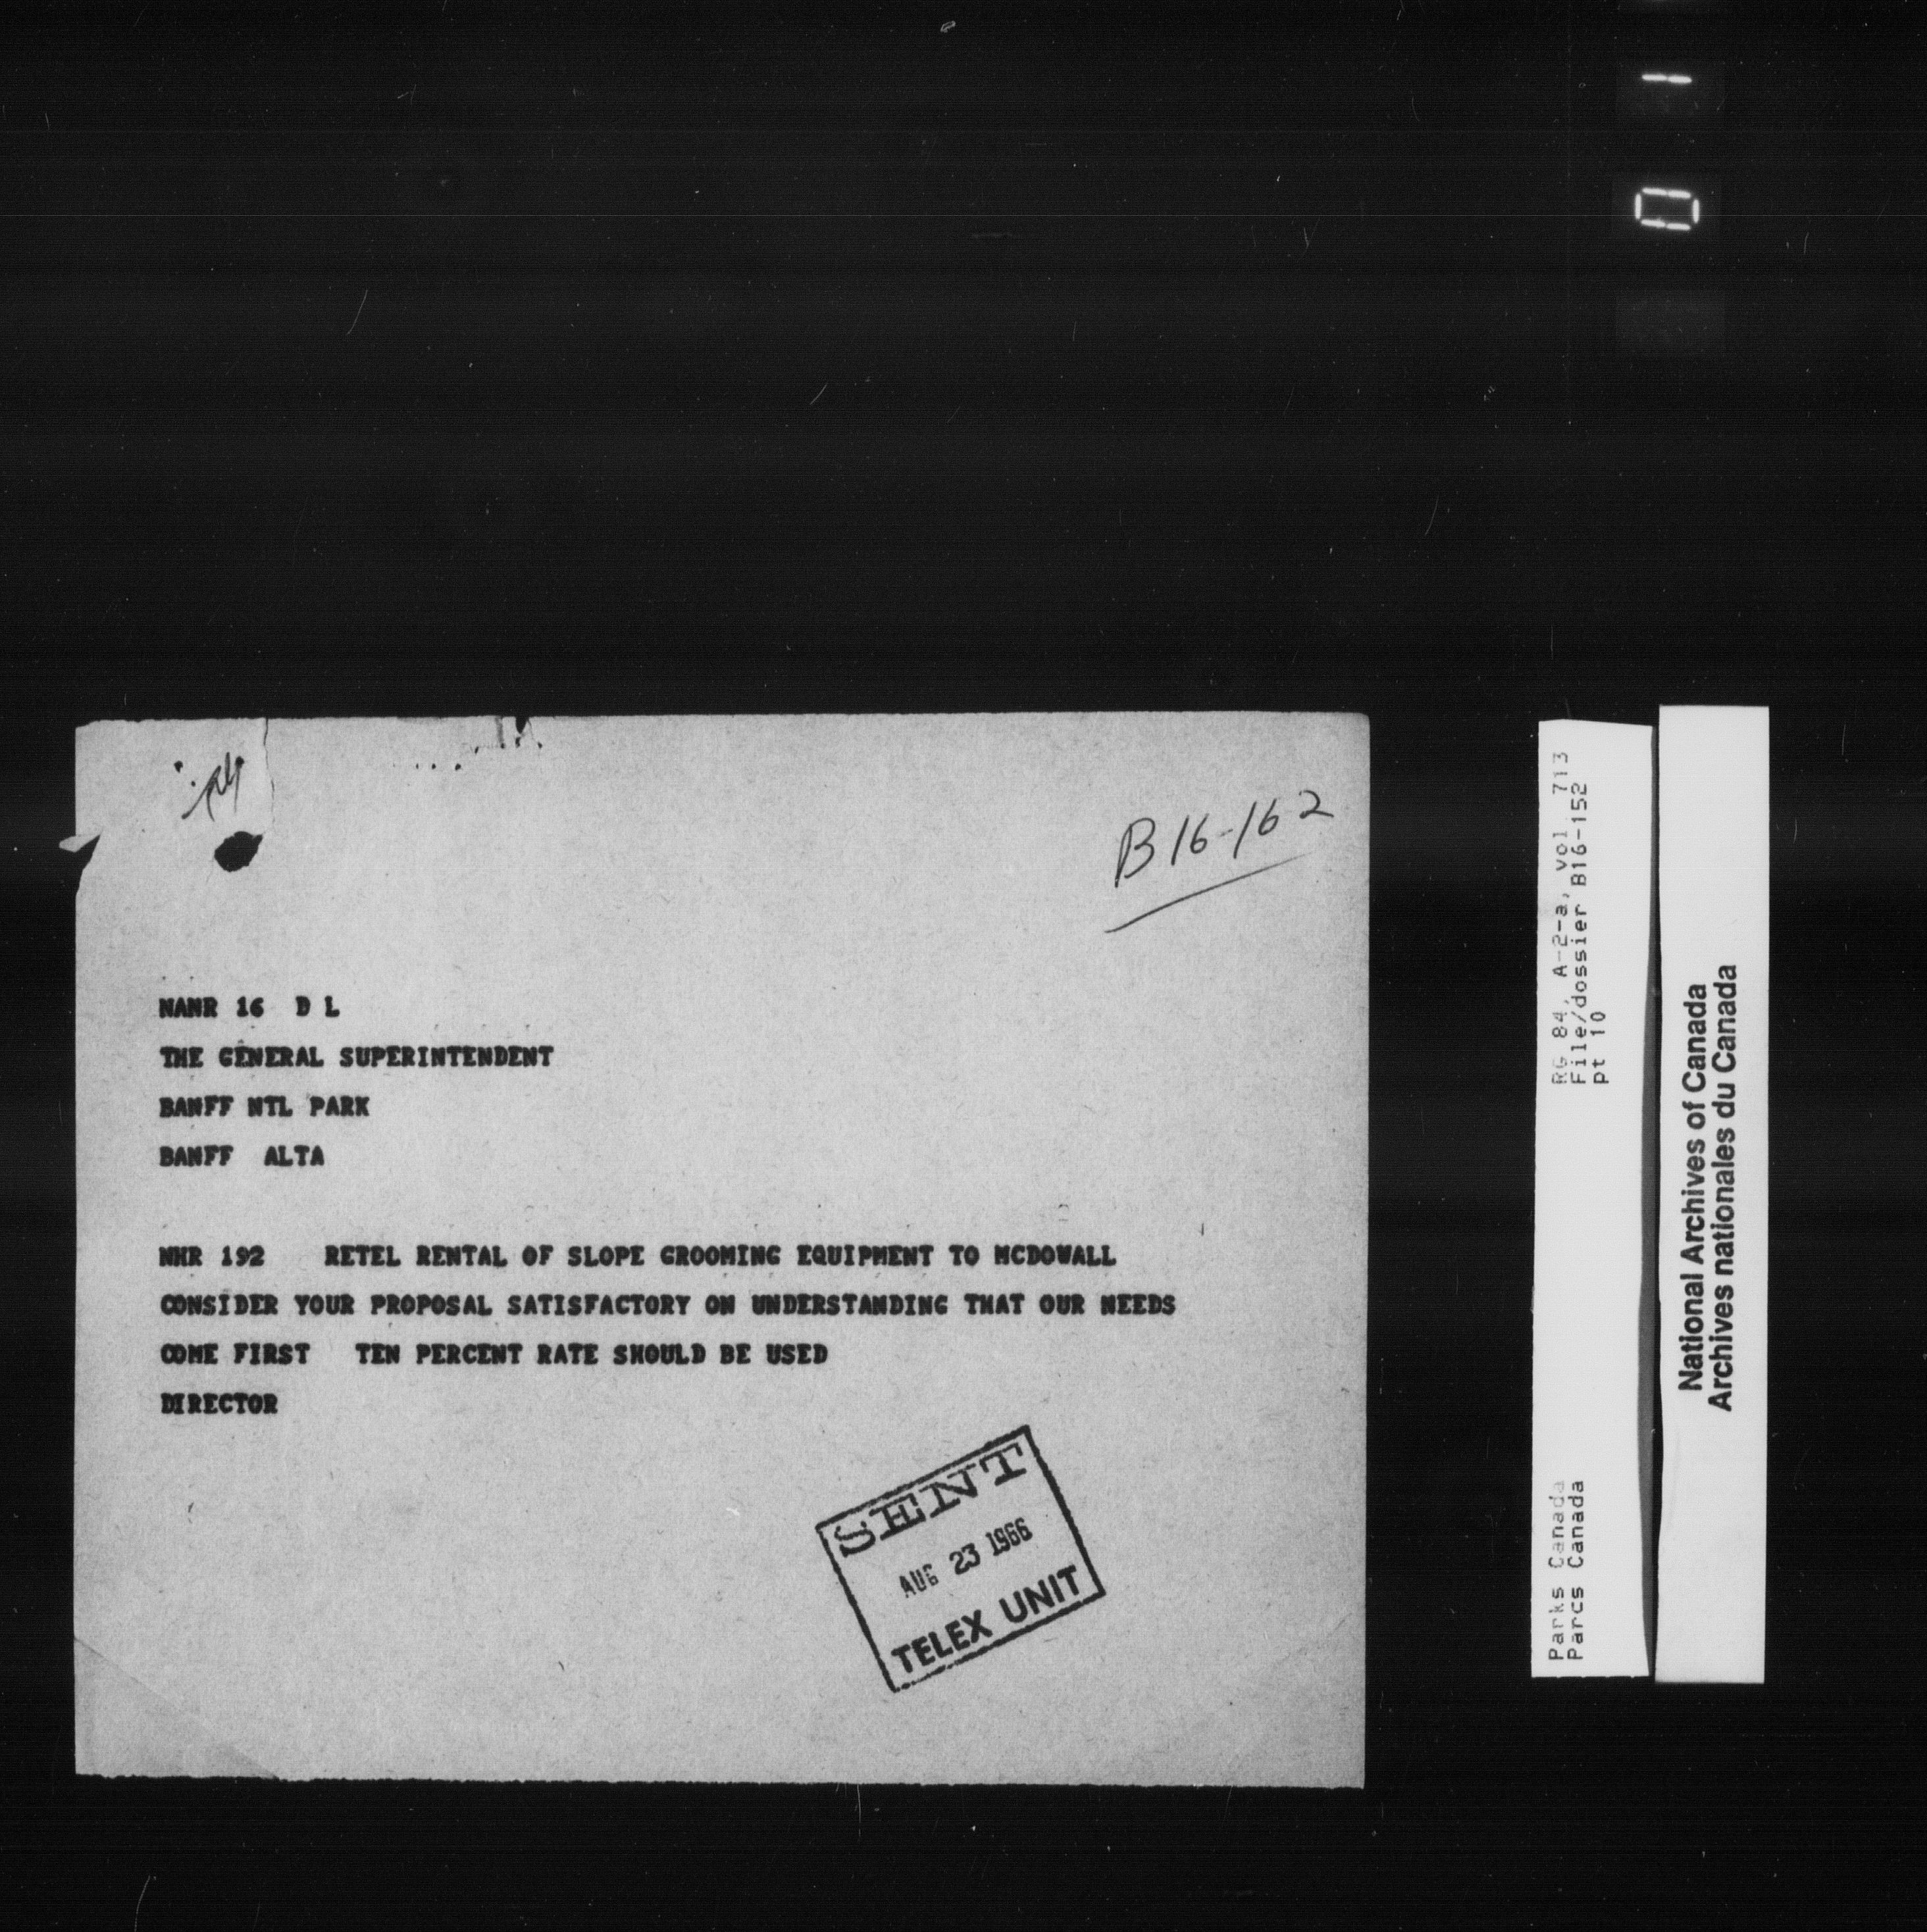 B16-162
NANR 16 D L
THE GENERAL SUPERINTENDENT
BANFF NTL PARK
BANFF ALTA
NHR 192 RETEL RENTAL OF SLOPE GROOMING EQUIPMENT TO MCDOWALL
CONSIDER YOUR PROPOSAL SATISFACTORY ON UNDERSTANDING THAT OUR NEEDS
COME FIRST TEN PERCENT RATE SHOULD BE USED
DIRECTOR
SENT
AUG 23 1966
TELEX UNIT
RG 84, A-2-a, vol. 713
File/dossier B16-152
pt 10
Parks Canada
Parcs Canada
National Archives of Canada
Archives nationales du Canada